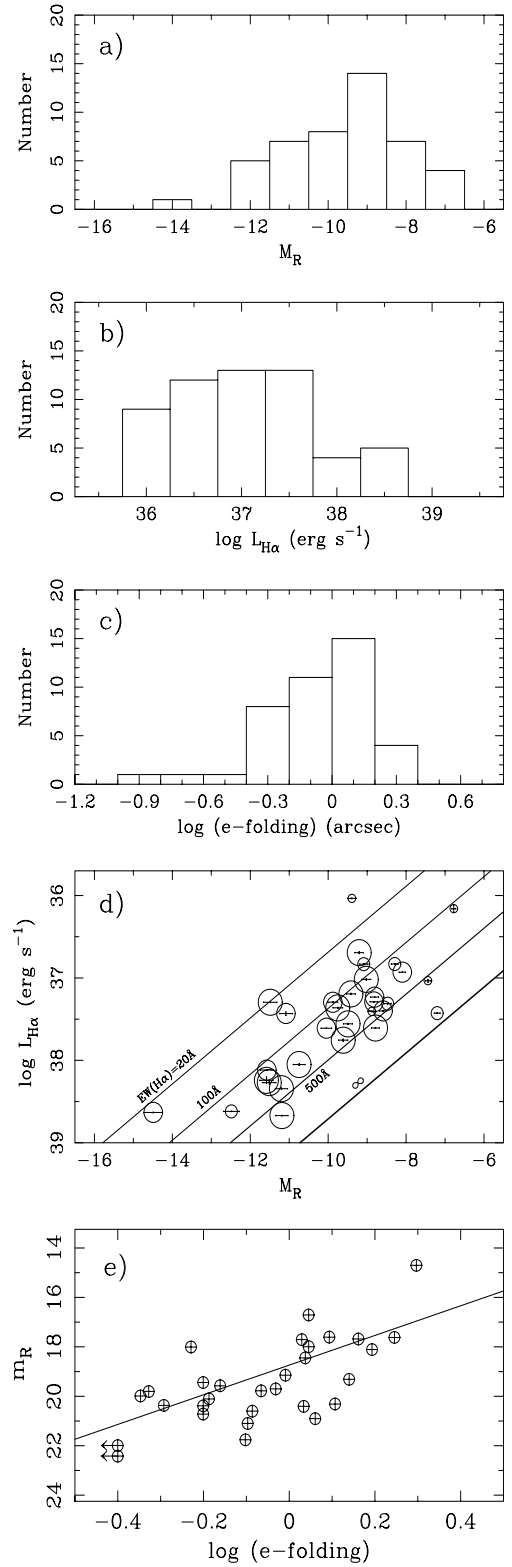 a)
Number
20
15
10
5
0
−16 −14 −12 −10 −8 −6
M_R
b)
Number
20
15
10
5
0
36 37 38 39
log L_Hα (erg s⁻¹)
c)
Number
20
15
10
5
0
−1.2 −0.9 −0.6 −0.3 0 0.3 0.6
log (e−folding) (arcsec)
d)
log L_Hα (erg s⁻¹)
36
37
38
39
EW(Hα)=20Å
100Å
500Å
−16 −14 −12 −10 −8 −6
M_R
e)
m_R
14
16
18
20
22
24
−0.4 −0.2 0 0.2 0.4
log (e−folding)